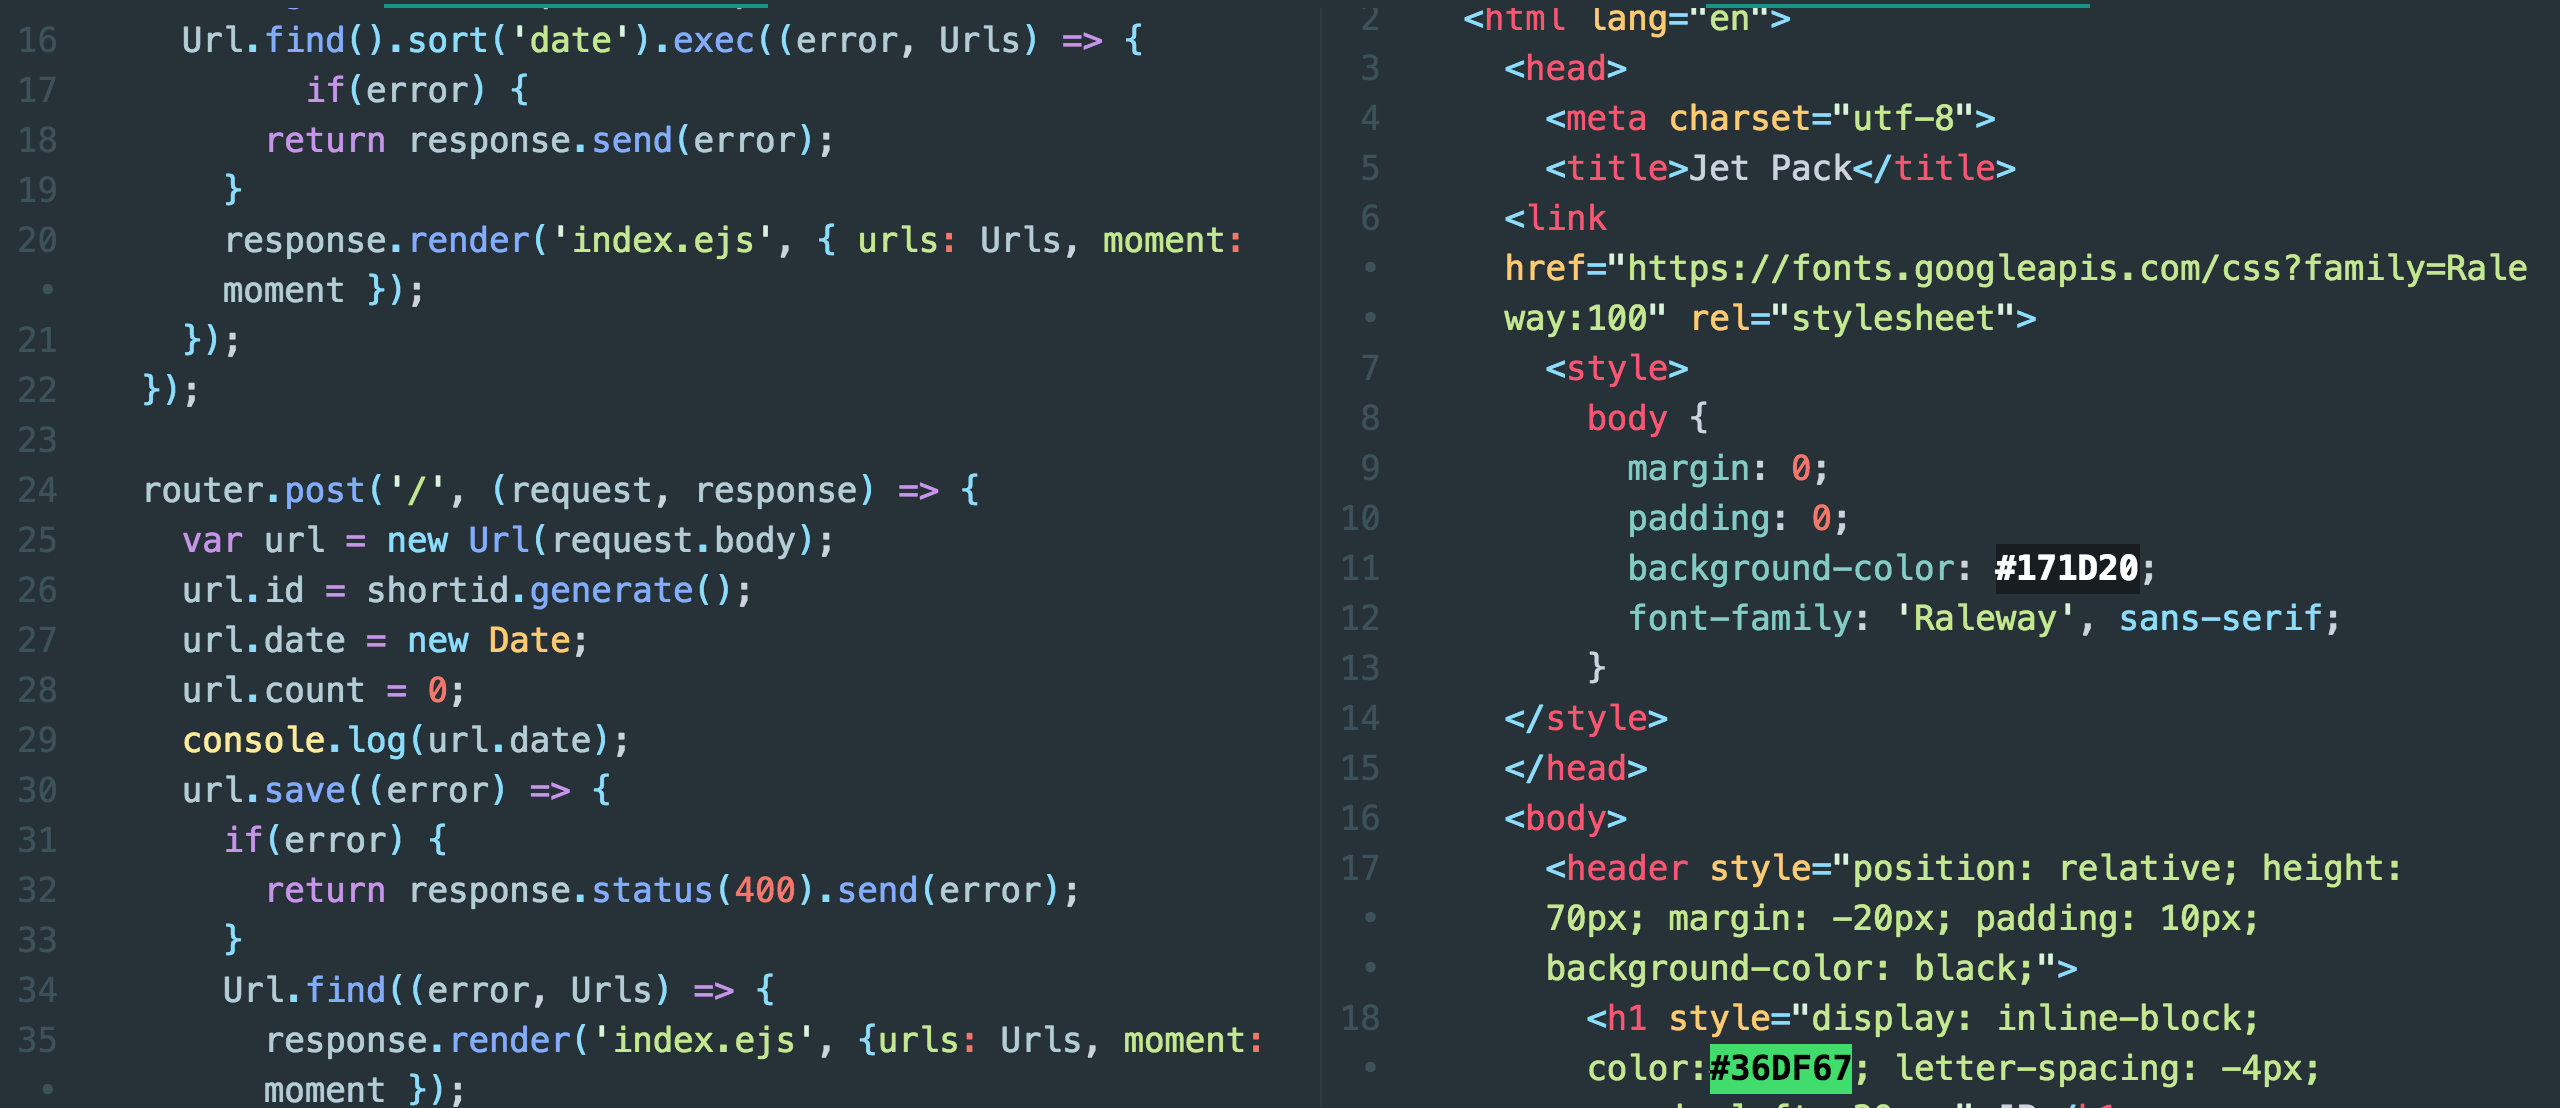 16 Url.find().sort('date').exec((error, Urls) => {
17 if(error) {
18 return response.send(error);
19 }
20 response.render('index.ejs', { urls: Urls, moment:
• moment });
21 });
22 });
23
24 router.post('/', (request, response) => {
25 var url = new Url(request.body);
26 url.id = shortid.generate();
27 url.date = new Date;
28 url.count = 0;
29 console.log(url.date);
30 url.save((error) => {
31 if(error) {
32 return response.status(400).send(error);
33 }
34 Url.find((error, Urls) => {
35 response.render('index.ejs', {urls: Urls, moment:
• moment });
2 <html lang="en">
3 <head>
4 <meta charset="utf-8">
5 <title>Jet Pack</title>
6 <link
• href="https://fonts.googleapis.com/css?family=Rale
• way:100" rel="stylesheet">
7 <style>
8 body {
9 margin: 0;
10 padding: 0;
11 background-color: #171D20;
12 font-family: 'Raleway', sans-serif;
13 }
14 </style>
15 </head>
16 <body>
17 <header style="position: relative; height:
• 70px; margin: -20px; padding: 10px;
• background-color: black;">
18 <h1 style="display: inline-block;
• color:#36DF67; letter-spacing: -4px;